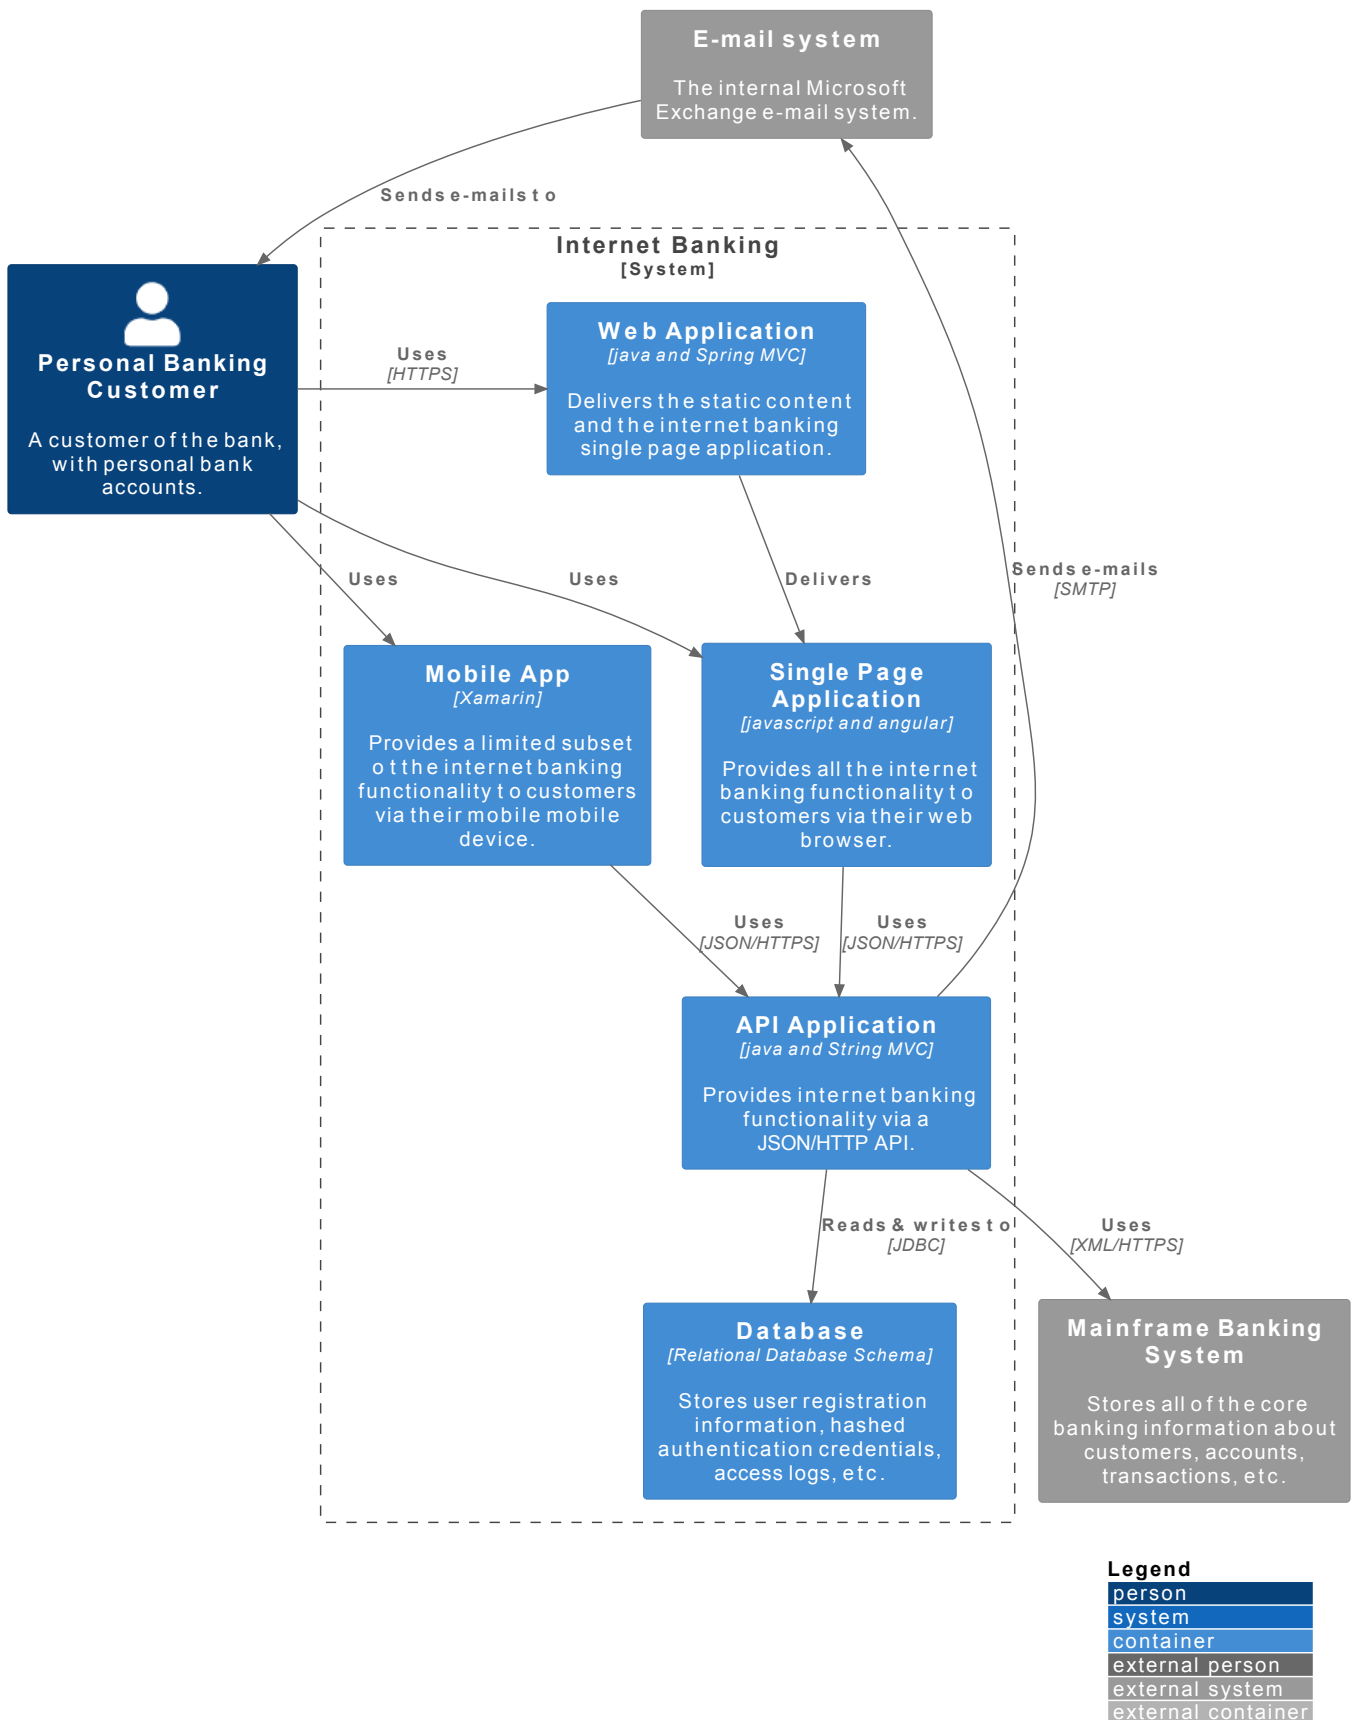 E-mail system
The internal Microsoft
Exchange e-mail system.
Sends e-mails to
Internet Banking
[System]
Personal Banking
Customer
A customer of the bank,
with personal bank
accounts.
Uses
[HTTPS]
Web Application
[java and Spring MVC]
Delivers the static content
and the internet banking
single page application.
Uses
Uses
Delivers
Sends e-mails
[SMTP]
Mobile App
[Xamarin]
Provides a limited subset
ot the internet banking
functionality to customers
via their mobile mobile
device.
Single Page
Application
[javascript and angular]
Provides all the internet
banking functionality to
customers via their web
browser.
Uses
[JSON/HTTPS]
Uses
[JSON/HTTPS]
API Application
[java and String MVC]
Provides internet banking
functionality via a
JSON/HTTP API.
Reads & writes to
[JDBC]
Uses
[XML/HTTPS]
Database
[Relational Database Schema]
Stores user registration
information, hashed
authentication credentials,
access logs, etc.
Mainframe Banking
System
Stores all of the core
banking information about
customers, accounts,
transactions, etc.
Legend
person
system
container
external person
external system
external container